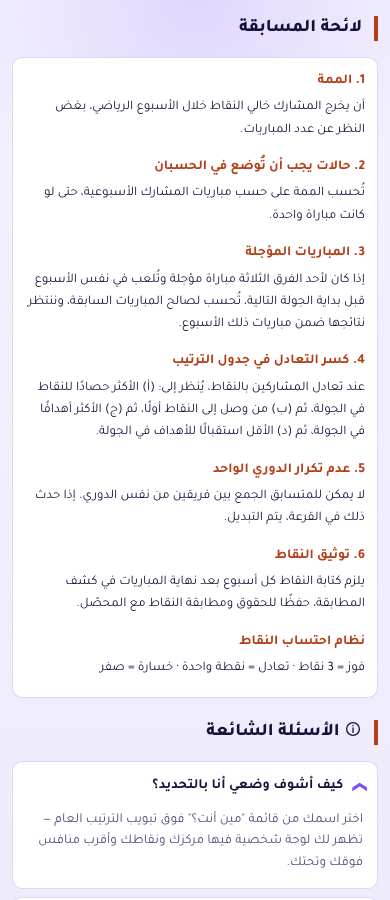 لائحة المسابقة
1. الممة
أن يخرج المشارك خالي النقاط خلال الأسبوع الرياضي، بغض
النظر عن عدد المباريات.
2. حالات يجب أن تُوضع في الحسبان
تُحسب الممة على حسب مباريات المشارك الأسبوعية، حتى لو
كانت مباراة واحدة.
3. المباريات المؤجلة
إذا كان لأحد الفرق الثلاثة مباراة مؤجلة وتُلعب في نفس الأسبوع
قبل بداية الجولة التالية، تُحسب لصالح المباريات السابقة، وننتظر
نتائجها ضمن مباريات ذلك الأسبوع.
4. كسر التعادل في جدول الترتيب
عند تعادل المشاركين بالنقاط، يُنظر إلى: (أ) الأكثر حصادًا للنقاط
في الجولة، ثم (ب) من وصل إلى النقاط أولًا، ثم (ج) الأكثر أهدافًا
في الجولة، ثم (د) الأقل استقبالًا للأهداف في الجولة.
5. عدم تكرار الدوري الواحد
لا يمكن للمتسابق الجمع بين فريقين من نفس الدوري. إذا حدث
ذلك في القرعة، يتم التبديل.
6. توثيق النقاط
يلزم كتابة النقاط كل أسبوع بعد نهاية المباريات في كشف
المطابقة، حفظًا للحقوق ومطابقة النقاط مع المحصّل.
نظام احتساب النقاط
فوز = 3 نقاط · تعادل = نقطة واحدة · خسارة = صفر
الأسئلة الشائعة
كيف أشوف وضعي أنا بالتحديد؟
اختر اسمك من قائمة "مين أنت؟" فوق تبويب الترتيب العام —
تظهر لك لوحة شخصية فيها مركزك ونقاطك وأقرب منافس
فوقك وتحتك.